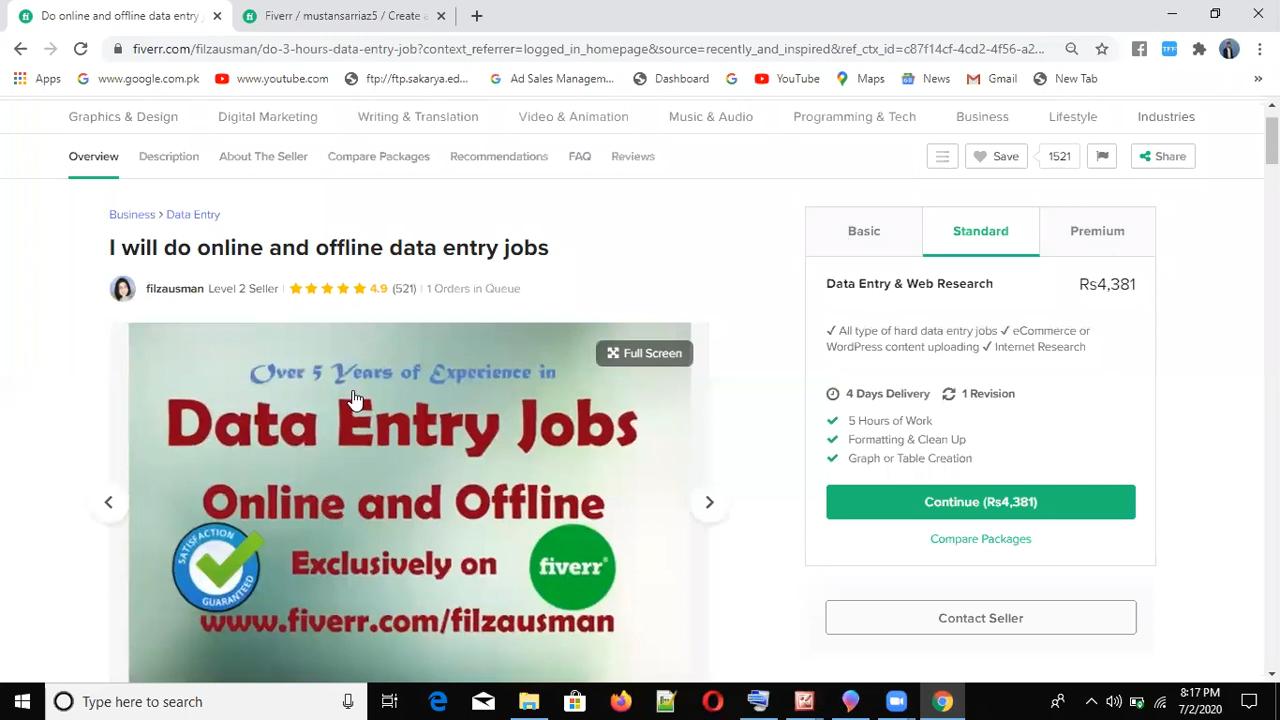 Do online and offline data entry
Fiverr / mustansarriaz5 / Create a
fiverr.com/filzausman/do-3-hours-data-entry-job?context_referrer=logged_in_homepage&source=recently_and_inspired&ref_ctx_id=c87f14cf-4cd2-4f56-a2...
Apps www.google.com.pk www.youtube.com ftp://ftp.sakarya.ed... Ad Sales Managem... Dashboard YouTube Maps News Gmail New Tab
Graphics & Design Digital Marketing Writing & Translation Video & Animation Music & Audio Programming & Tech Business Lifestyle Industries
Overview Description About The Seller Compare Packages Recommendations FAQ Reviews Save 1521 Share
Business > Data Entry
I will do online and offline data entry jobs
filzausman Level 2 Seller 4.9 (521) 1 Orders in Queue
Full Screen
Over 5 Years of Experience in
Data Entry Jobs
Online and Offline
SATISFACTION
GUARANTEED
Exclusively on
fiverr®
www.fiverr.com/filzausman
Basic Standard Premium
Data Entry & Web Research Rs4,381
✓ All type of hard data entry jobs ✓ eCommerce or
WordPress content uploading ✓ Internet Research
4 Days Delivery 1 Revision
5 Hours of Work
Formatting & Clean Up
Graph or Table Creation
Continue (Rs4,381)
Compare Packages
Contact Seller
Type here to search
8:17 PM
7/2/2020